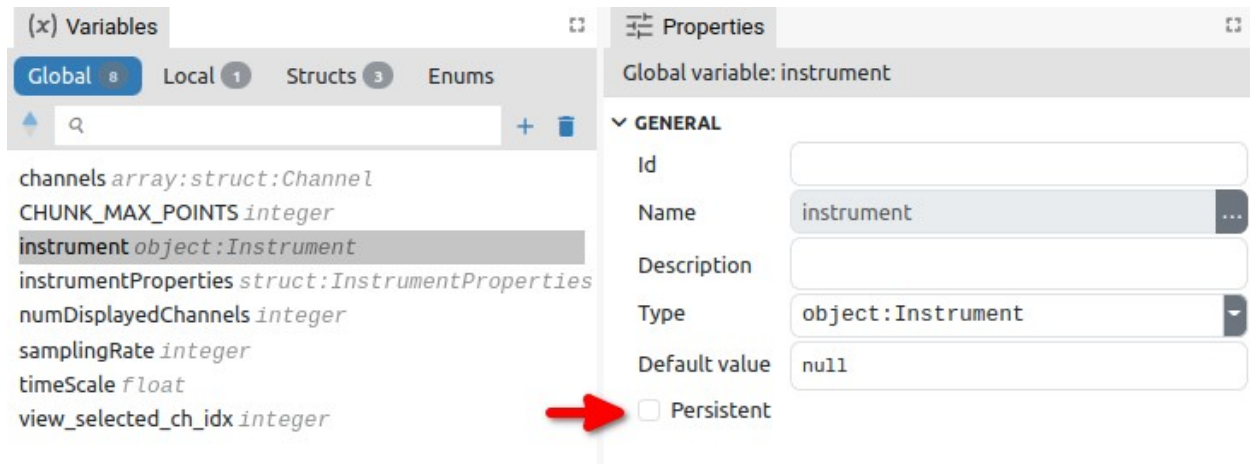 (x) Variables
Global 8 Local 1 Structs 3 Enums
channels array:struct:Channel
CHUNK_MAX_POINTS integer
instrument object:Instrument
instrumentProperties struct:InstrumentProperties
numDisplayedChannels integer
samplingRate integer
timeScale float
view_selected_ch_idx integer
Properties
Global variable: instrument
GENERAL
Id
Name instrument ...
Description
Type object:Instrument
Default value null
Persistent